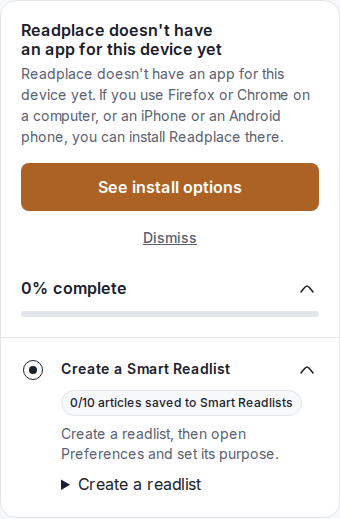 Readplace doesn't have
an app for this device yet
Readplace doesn't have an app for this
device yet. If you use Firefox or Chrome on
a computer, or an iPhone or an Android
phone, you can install Readplace there.
See install options
Dismiss
0% complete
Create a Smart Readlist
0/10 articles saved to Smart Readlists
Create a readlist, then open
Preferences and set its purpose.
Create a readlist